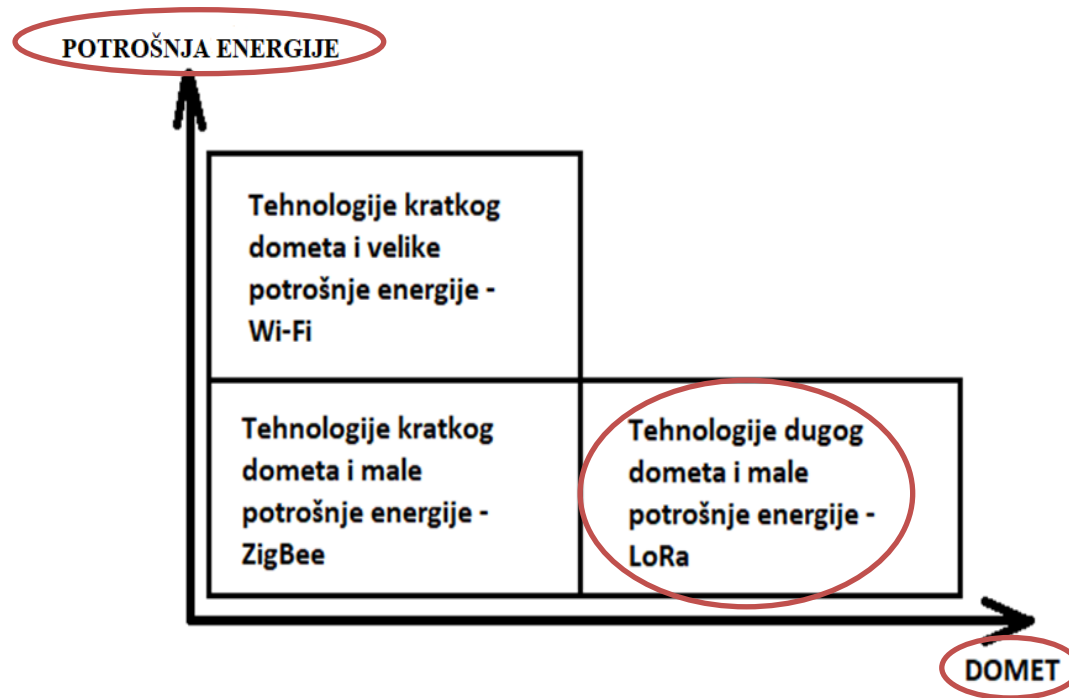 POTROŠNJA ENERGIJE
Tehnologije kratkog
dometa i velike
potrošnje energije -
Wi-Fi
Tehnologije kratkog
dometa i male
potrošnje energije -
ZigBee
Tehnologije dugog
dometa i male
potrošnje energije -
LoRa
DOMET